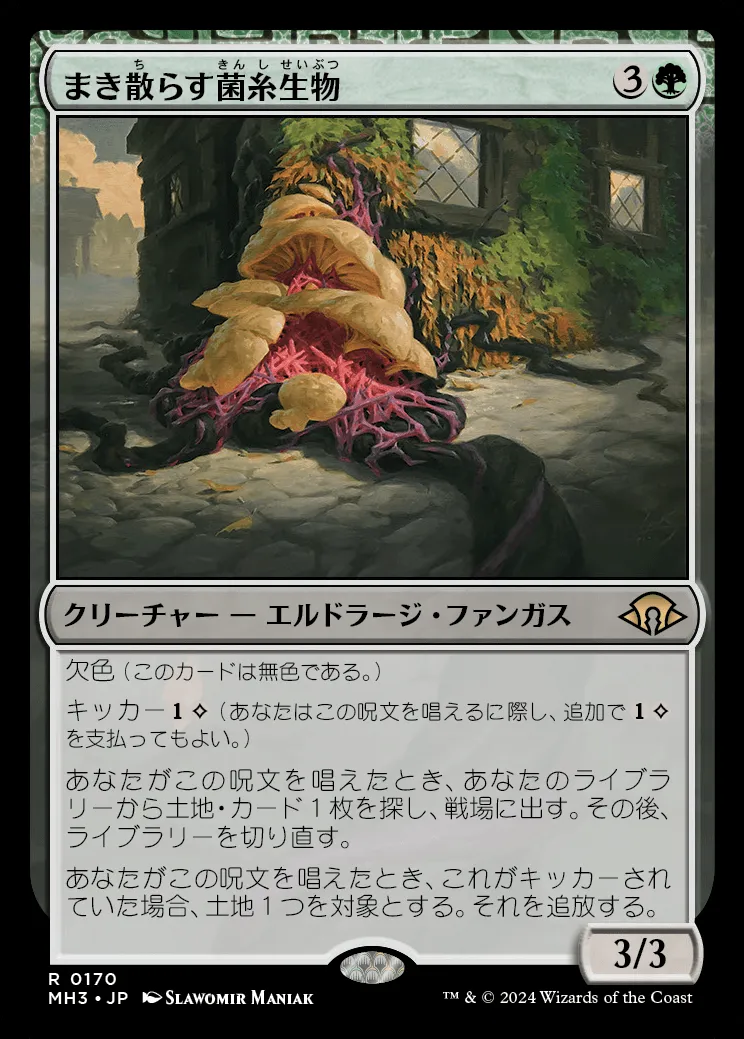 まき散らす菌糸生物
ち きんしせいぶつ
3
クリーチャー — エルドラージ・ファンガス
欠色（このカードは無色である。）
キッカー 1 ◇（あなたはこの呪文を唱えるに際し、追加で 1 ◇
を支払ってもよい。）
あなたがこの呪文を唱えたとき、あなたのライブラ
リーから土地・カード１枚を探し、戦場に出す。その後、
ライブラリーを切り直す。
あなたがこの呪文を唱えたとき、これがキッカーされ
ていた場合、土地１つを対象とする。それを追放する。
3/3
R 0170
MH3 • JP SLAWOMIR MANIAK
™ & © 2024 Wizards of the Coast